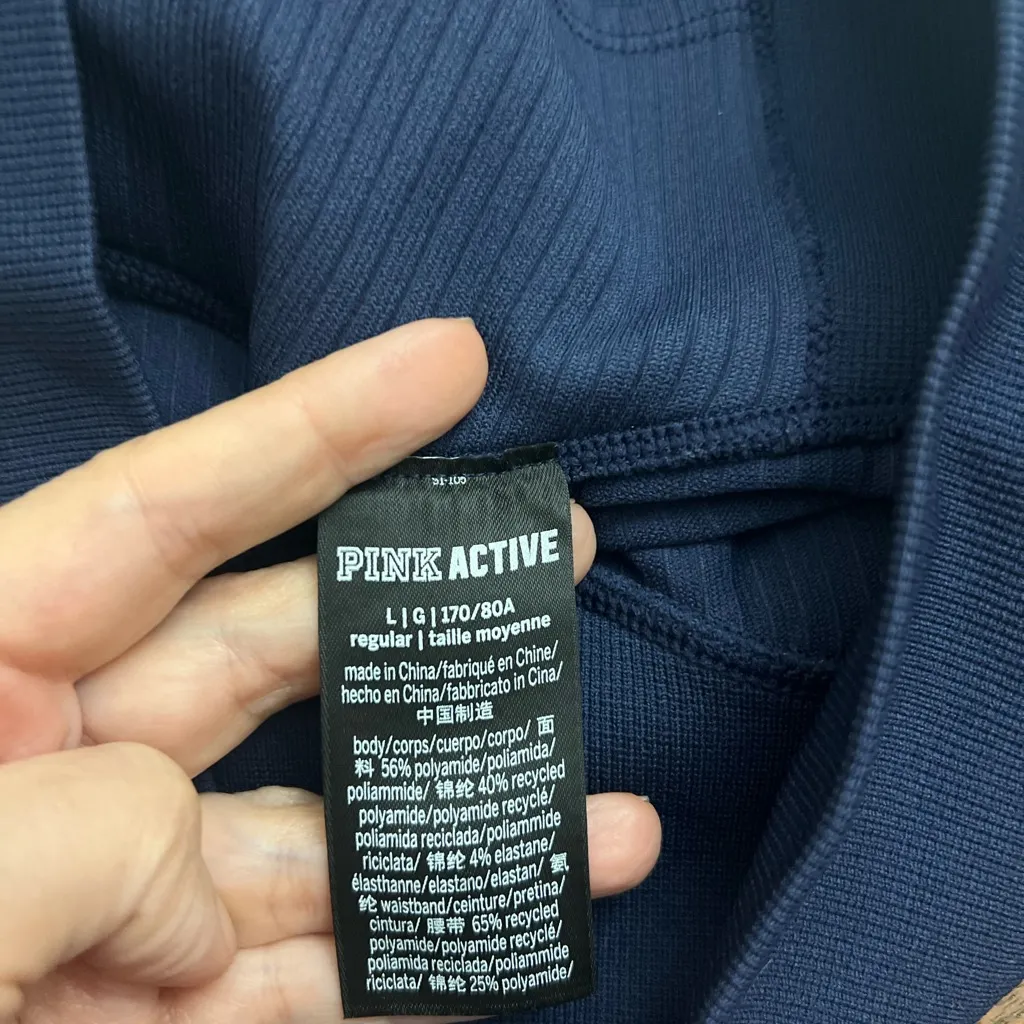 PINK ACTIVE
L | G | 170/80A
regular | taille moyenne
made in China/fabriqué en Chine/
hecho en China/fabbricato in Cina/
中国制造
body/corps/cuerpo/corpo/ 面
料 56% polyamide/poliamida/
poliammide/ 锦纶 40% recycled
polyamide/polyamide recyclé/
poliamida reciclada/poliammide
riciclata/ 锦纶 4% elastane/
élasthanne/elastano/elastan/ 氨
纶 waistband/ceinture/pretina/
cintura/ 腰带 65% recycled
polyamide/polyamide recyclé/
poliamida reciclada/poliammide
riciclata/ 锦纶 25% polyamide/